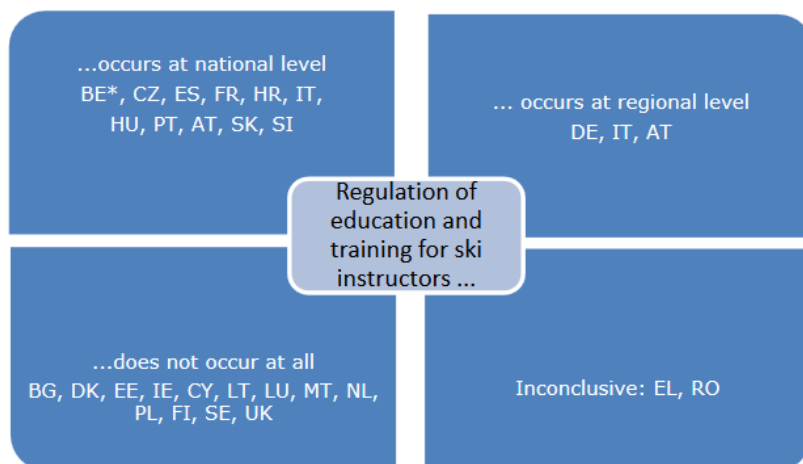 ...occurs at national level
BE*, CZ, ES, FR, HR, IT,
HU, PT, AT, SK, SI
... occurs at regional level
DE, IT, AT
Regulation of
education and
training for ski
instructors ...
...does not occur at all
BG, DK, EE, IE, CY, LT, LU, MT, NL,
PL, FI, SE, UK
Inconclusive: EL, RO